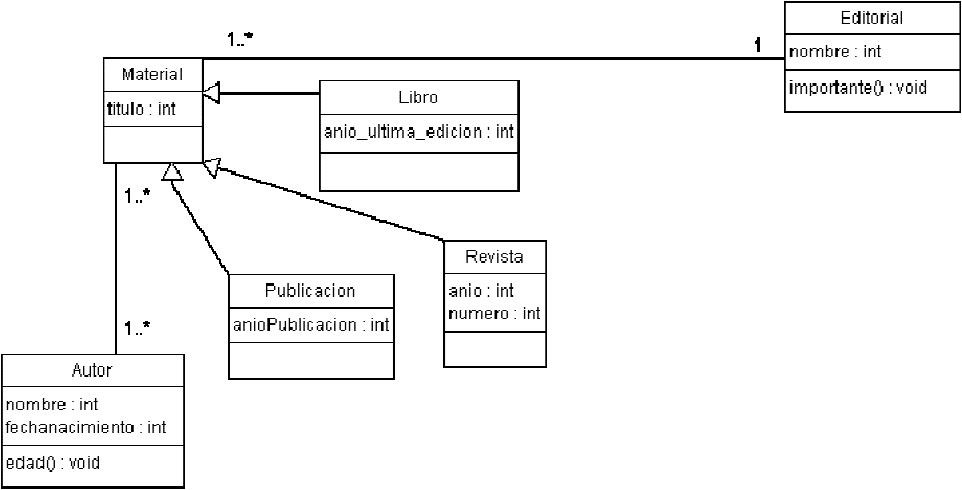 Editorial
nombre : int
importante() : void
1..*
1
Material
titulo : int
Libro
anio_ultima_edicion : int
1..*
Revista
anio : int
numero : int
Publicacion
anioPublicacion : int
1..*
Autor
nombre : int
fechanacimiento : int
edad() : void